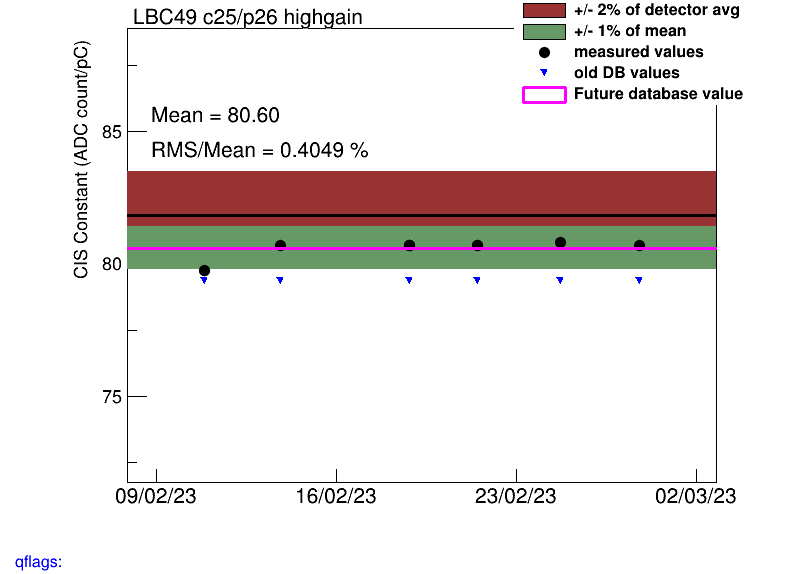 LBC49 c25/p26 highgain
+/- 2% of detector avg
+/- 1% of mean
measured values
old DB values
Future database value
Mean = 80.60
RMS/Mean = 0.4049 %
CIS Constant (ADC count/pC)
85
80
75
09/02/23 16/02/23 23/02/23 02/03/23
qflags: